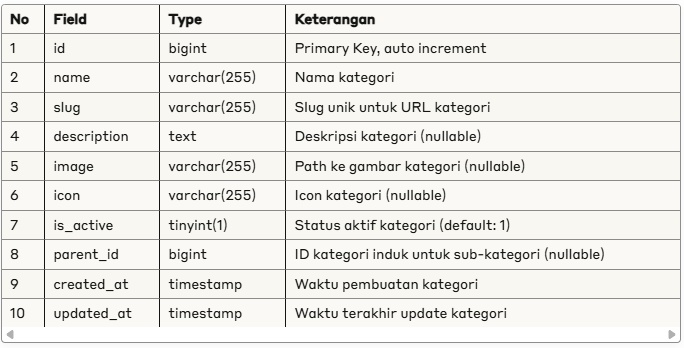 No Field Type Keterangan
1 id bigint Primary Key, auto increment
2 name varchar(255) Nama kategori
3 slug varchar(255) Slug unik untuk URL kategori
4 description text Deskripsi kategori (nullable)
5 image varchar(255) Path ke gambar kategori (nullable)
6 icon varchar(255) Icon kategori (nullable)
7 is_active tinyint(1) Status aktif kategori (default: 1)
8 parent_id bigint ID kategori induk untuk sub-kategori (nullable)
9 created_at timestamp Waktu pembuatan kategori
10 updated_at timestamp Waktu terakhir update kategori